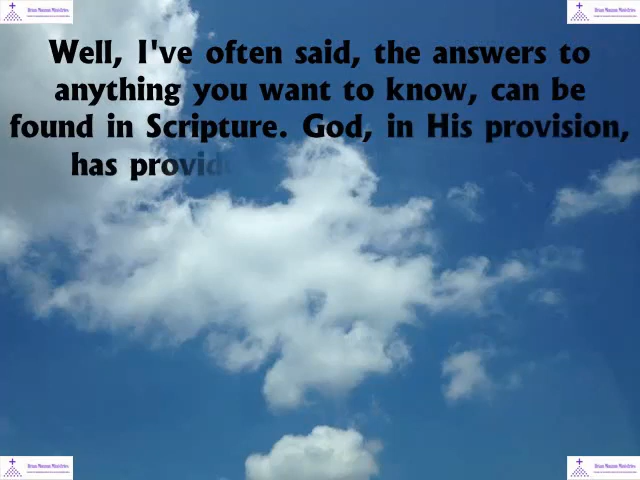 Well, I've often said, the answers to
anything you want to know, can be
found in Scripture. God, in His provision,
has provid